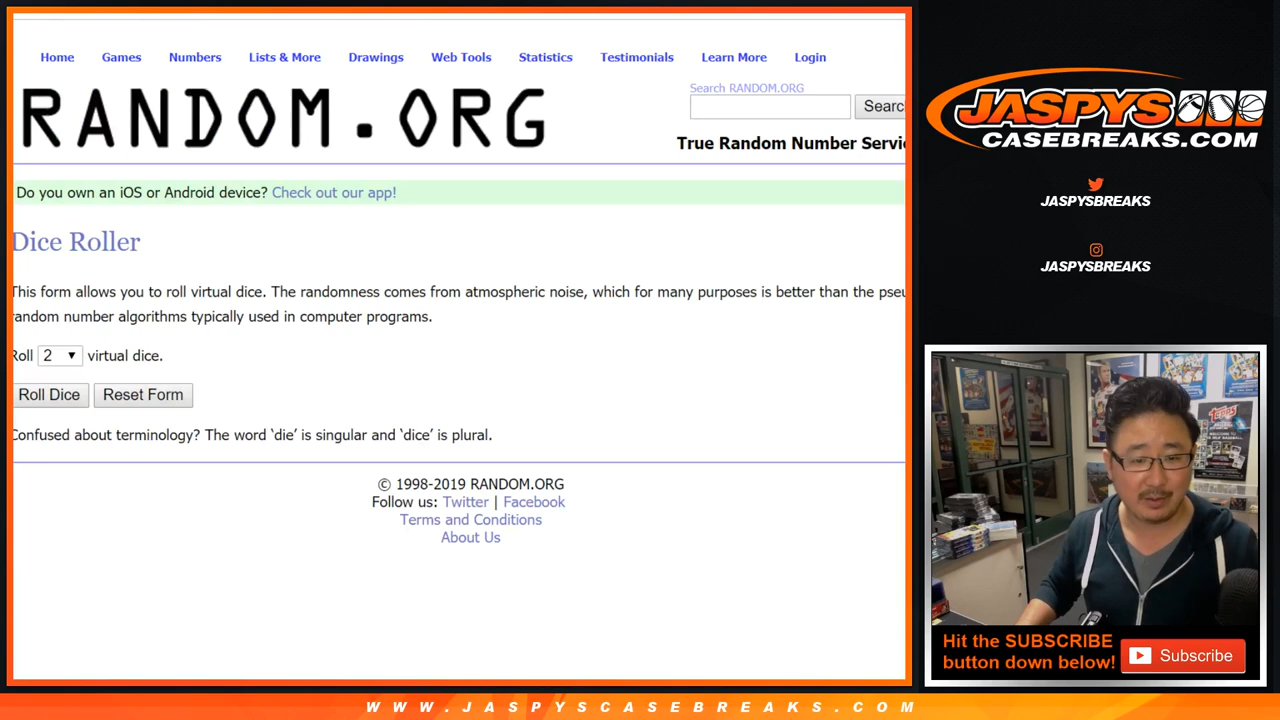 Home Games Numbers Lists & More Drawings Web Tools Statistics Testimonials Learn More Login
RANDOM.ORG
Search RANDOM.ORG
Searc
True Random Number Servi
Do you own an iOS or Android device? Check out our app!
Dice Roller
This form allows you to roll virtual dice. The randomness comes from atmospheric noise, which for many purposes is better than the pseu
random number algorithms typically used in computer programs.
Roll 2 virtual dice.
Roll Dice Reset Form
Confused about terminology? The word ‘die’ is singular and ‘dice’ is plural.
© 1998-2019 RANDOM.ORG
Follow us: Twitter | Facebook
Terms and Conditions
About Us
JASPYS
CASEBREAKS.COM
JASPYSBREAKS
JASPYSBREAKS
Topps
Hit the SUBSCRIBE
button down below!
Subscribe
WWW.JASPYSCASEBREAKS.COM